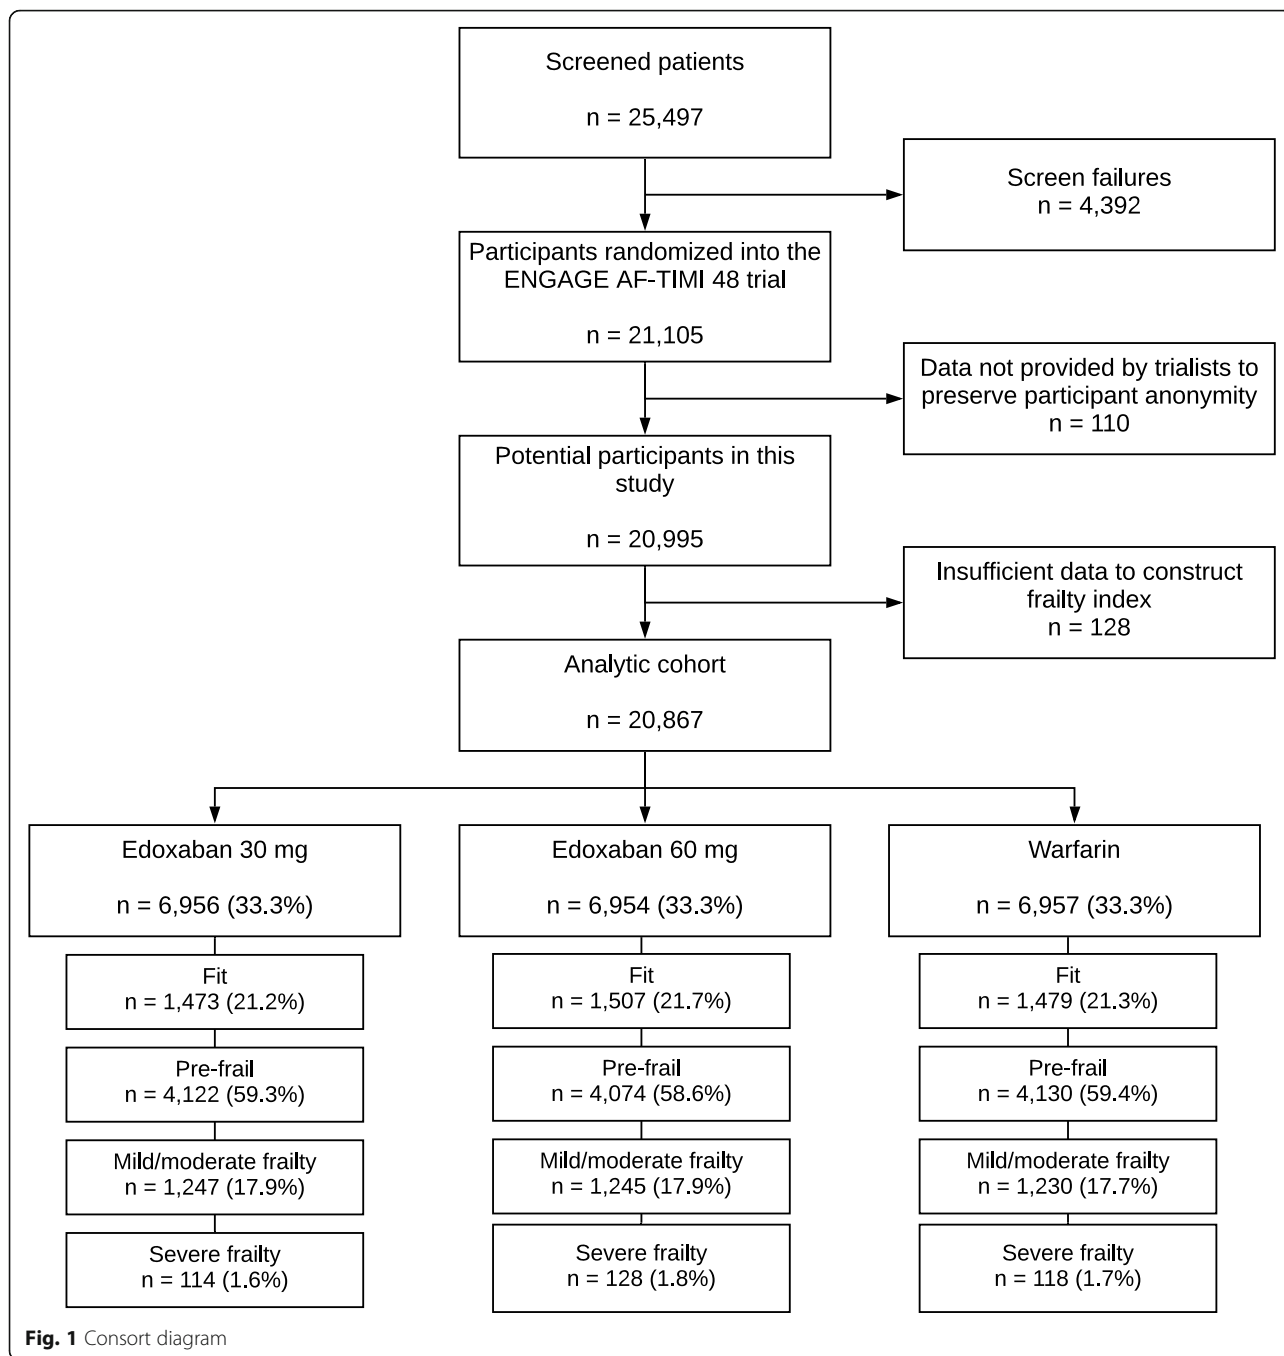 Screened patients
n = 25,497
Screen failures
n = 4,392
Participants randomized into the
ENGAGE AF-TIMI 48 trial
n = 21,105
Data not provided by trialists to
preserve participant anonymity
n = 110
Potential participants in this
study
n = 20,995
Insufficient data to construct
frailty index
n = 128
Analytic cohort
n = 20,867
Edoxaban 30 mg
n = 6,956 (33.3%)
Fit
n = 1,473 (21.2%)
Pre-frail
n = 4,122 (59.3%)
Mild/moderate frailty
n = 1,247 (17.9%)
Severe frailty
n = 114 (1.6%)
Edoxaban 60 mg
n = 6,954 (33.3%)
Fit
n = 1,507 (21.7%)
Pre-frail
n = 4,074 (58.6%)
Mild/moderate frailty
n = 1,245 (17.9%)
Severe frailty
n = 128 (1.8%)
Warfarin
n = 6,957 (33.3%)
Fit
n = 1,479 (21.3%)
Pre-frail
n = 4,130 (59.4%)
Mild/moderate frailty
n = 1,230 (17.7%)
Severe frailty
n = 118 (1.7%)
Fig. 1 Consort diagram